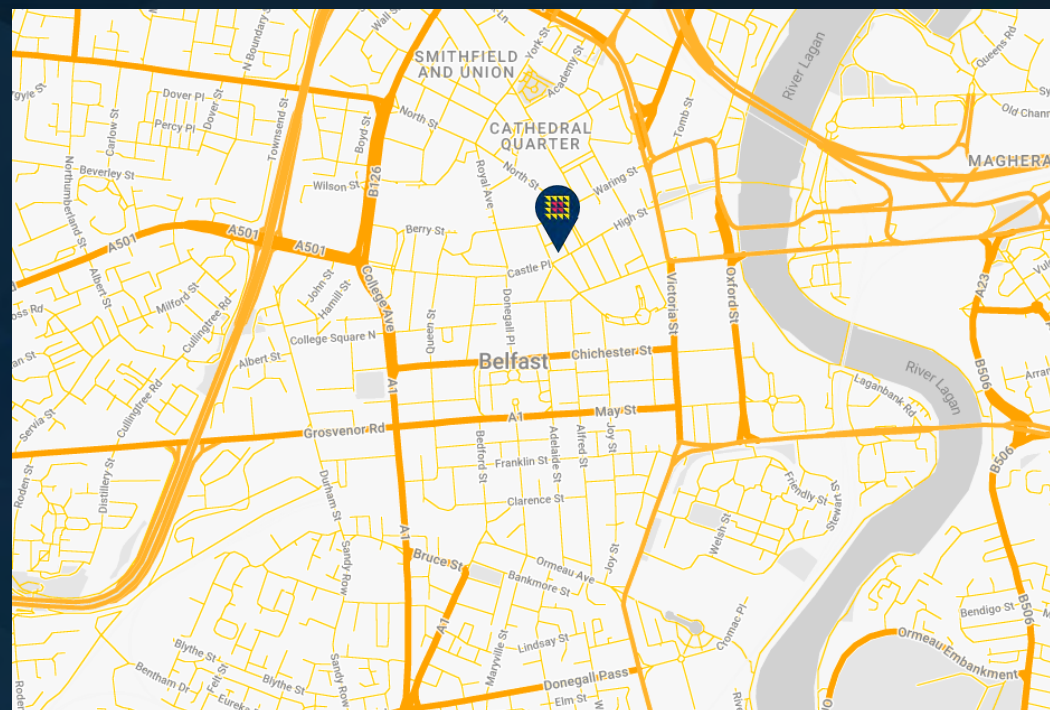 Wall St
Ln
York St
N Boundary St
SMITHFIELD
AND UNION
Academy St
River Lagan
Queens Rd
Dover Pl
Dover St
Carlow St
Percy Pl
Townsend St
Boyd St
North St
Tomb St
CATHEDRAL
QUARTER
Beverley St
Northumberland St
Wilson St
B126
Royal Ave
North St
Waring St
High St
A501
A501
A501
Berry St
Castle Pl
Albert St
Milford St
Cullingtree Rd
John St
Hamill St
College Ave
Queen St
Donegall Pl
Victoria St
Oxford St
A23
College Square N
Albert St
Belfast
Chichester St
B506
River Lagan
Laganbank Rd
A1
Servia St
Cullingtree Rd
Grosvenor Rd
A1
May St
Roden St
Distillery St
Durham St
Bedford St
Franklin St
Adelaide St
Alfred St
Joy St
Clarence St
Friendly St
Stewart St
Welsh St
B506
A1
Bruce St
Sandy Row
Ormeau Ave
Bankmore St
Joy St
B506
Bendigo St
Cromac Pl
A1
Maryville St
Lindsay St
Ormeau Embankment
Blythe St
Felt St
Blythe St
Bentham Dr
Sandy Row
Donegall Pass
Elm St